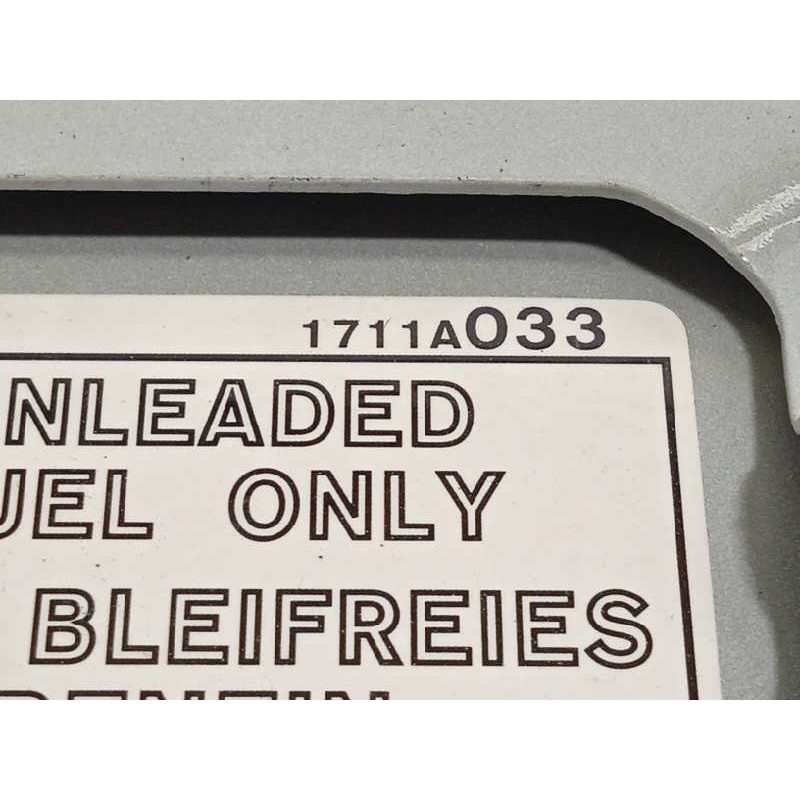 1711A033
NLEADED
UEL ONLY
BLEIFREIES